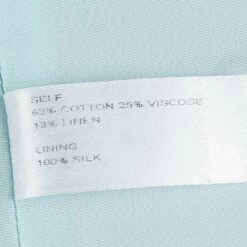 SELF
62% COTTON 25% VISCOSE
13% LINEN
LINING
100% SILK